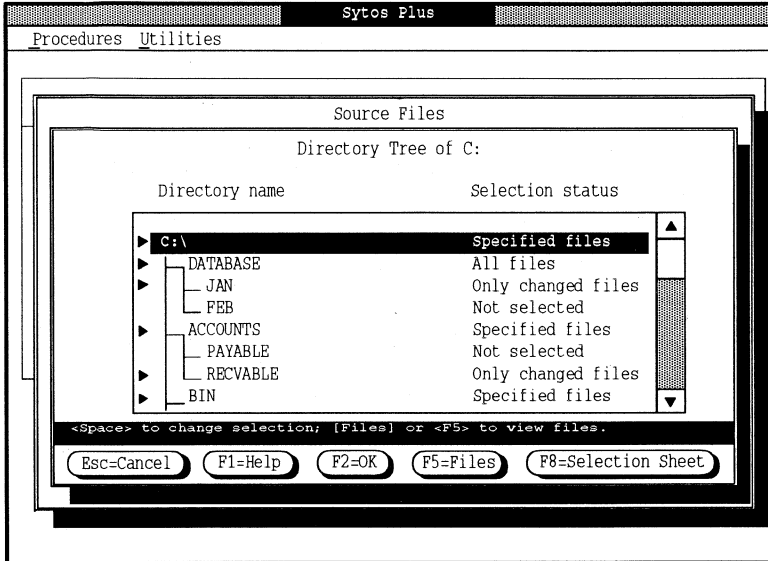 Sytos Plus
Procedures Utilities
Source Files
Directory Tree of C:
Directory name Selection status
C:\ Specified files
DATABASE All files
JAN Only changed files
FEB Not selected
ACCOUNTS Specified files
PAYABLE Not selected
RECVABLE Only changed files
BIN Specified files
<Space> to change selection; [Files] or <F5> to view files.
Esc=Cancel F1=Help F2=OK F5=Files F8=Selection Sheet